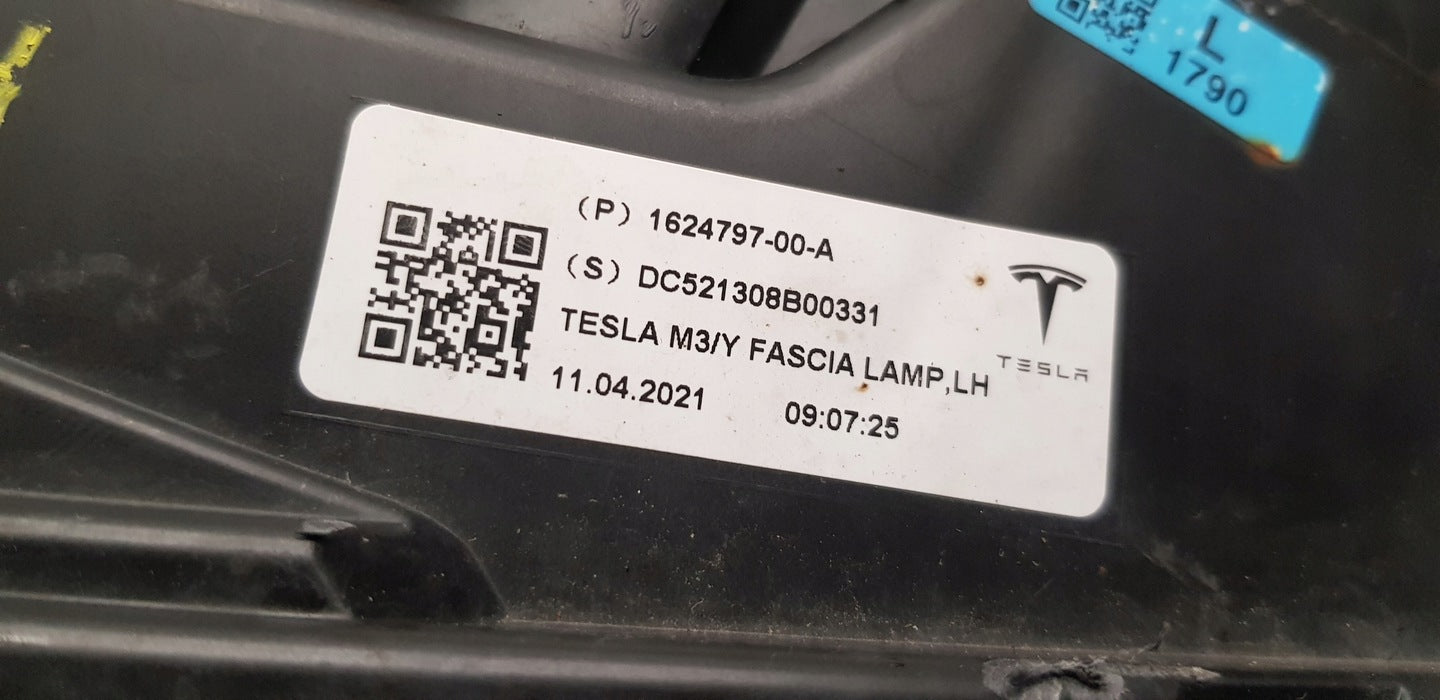 L
1790
(P) 1624797-00-A
(S) DC521308B00331
TESLA M3/Y FASCIA LAMP,LH
11.04.2021 09:07:25
TESLA